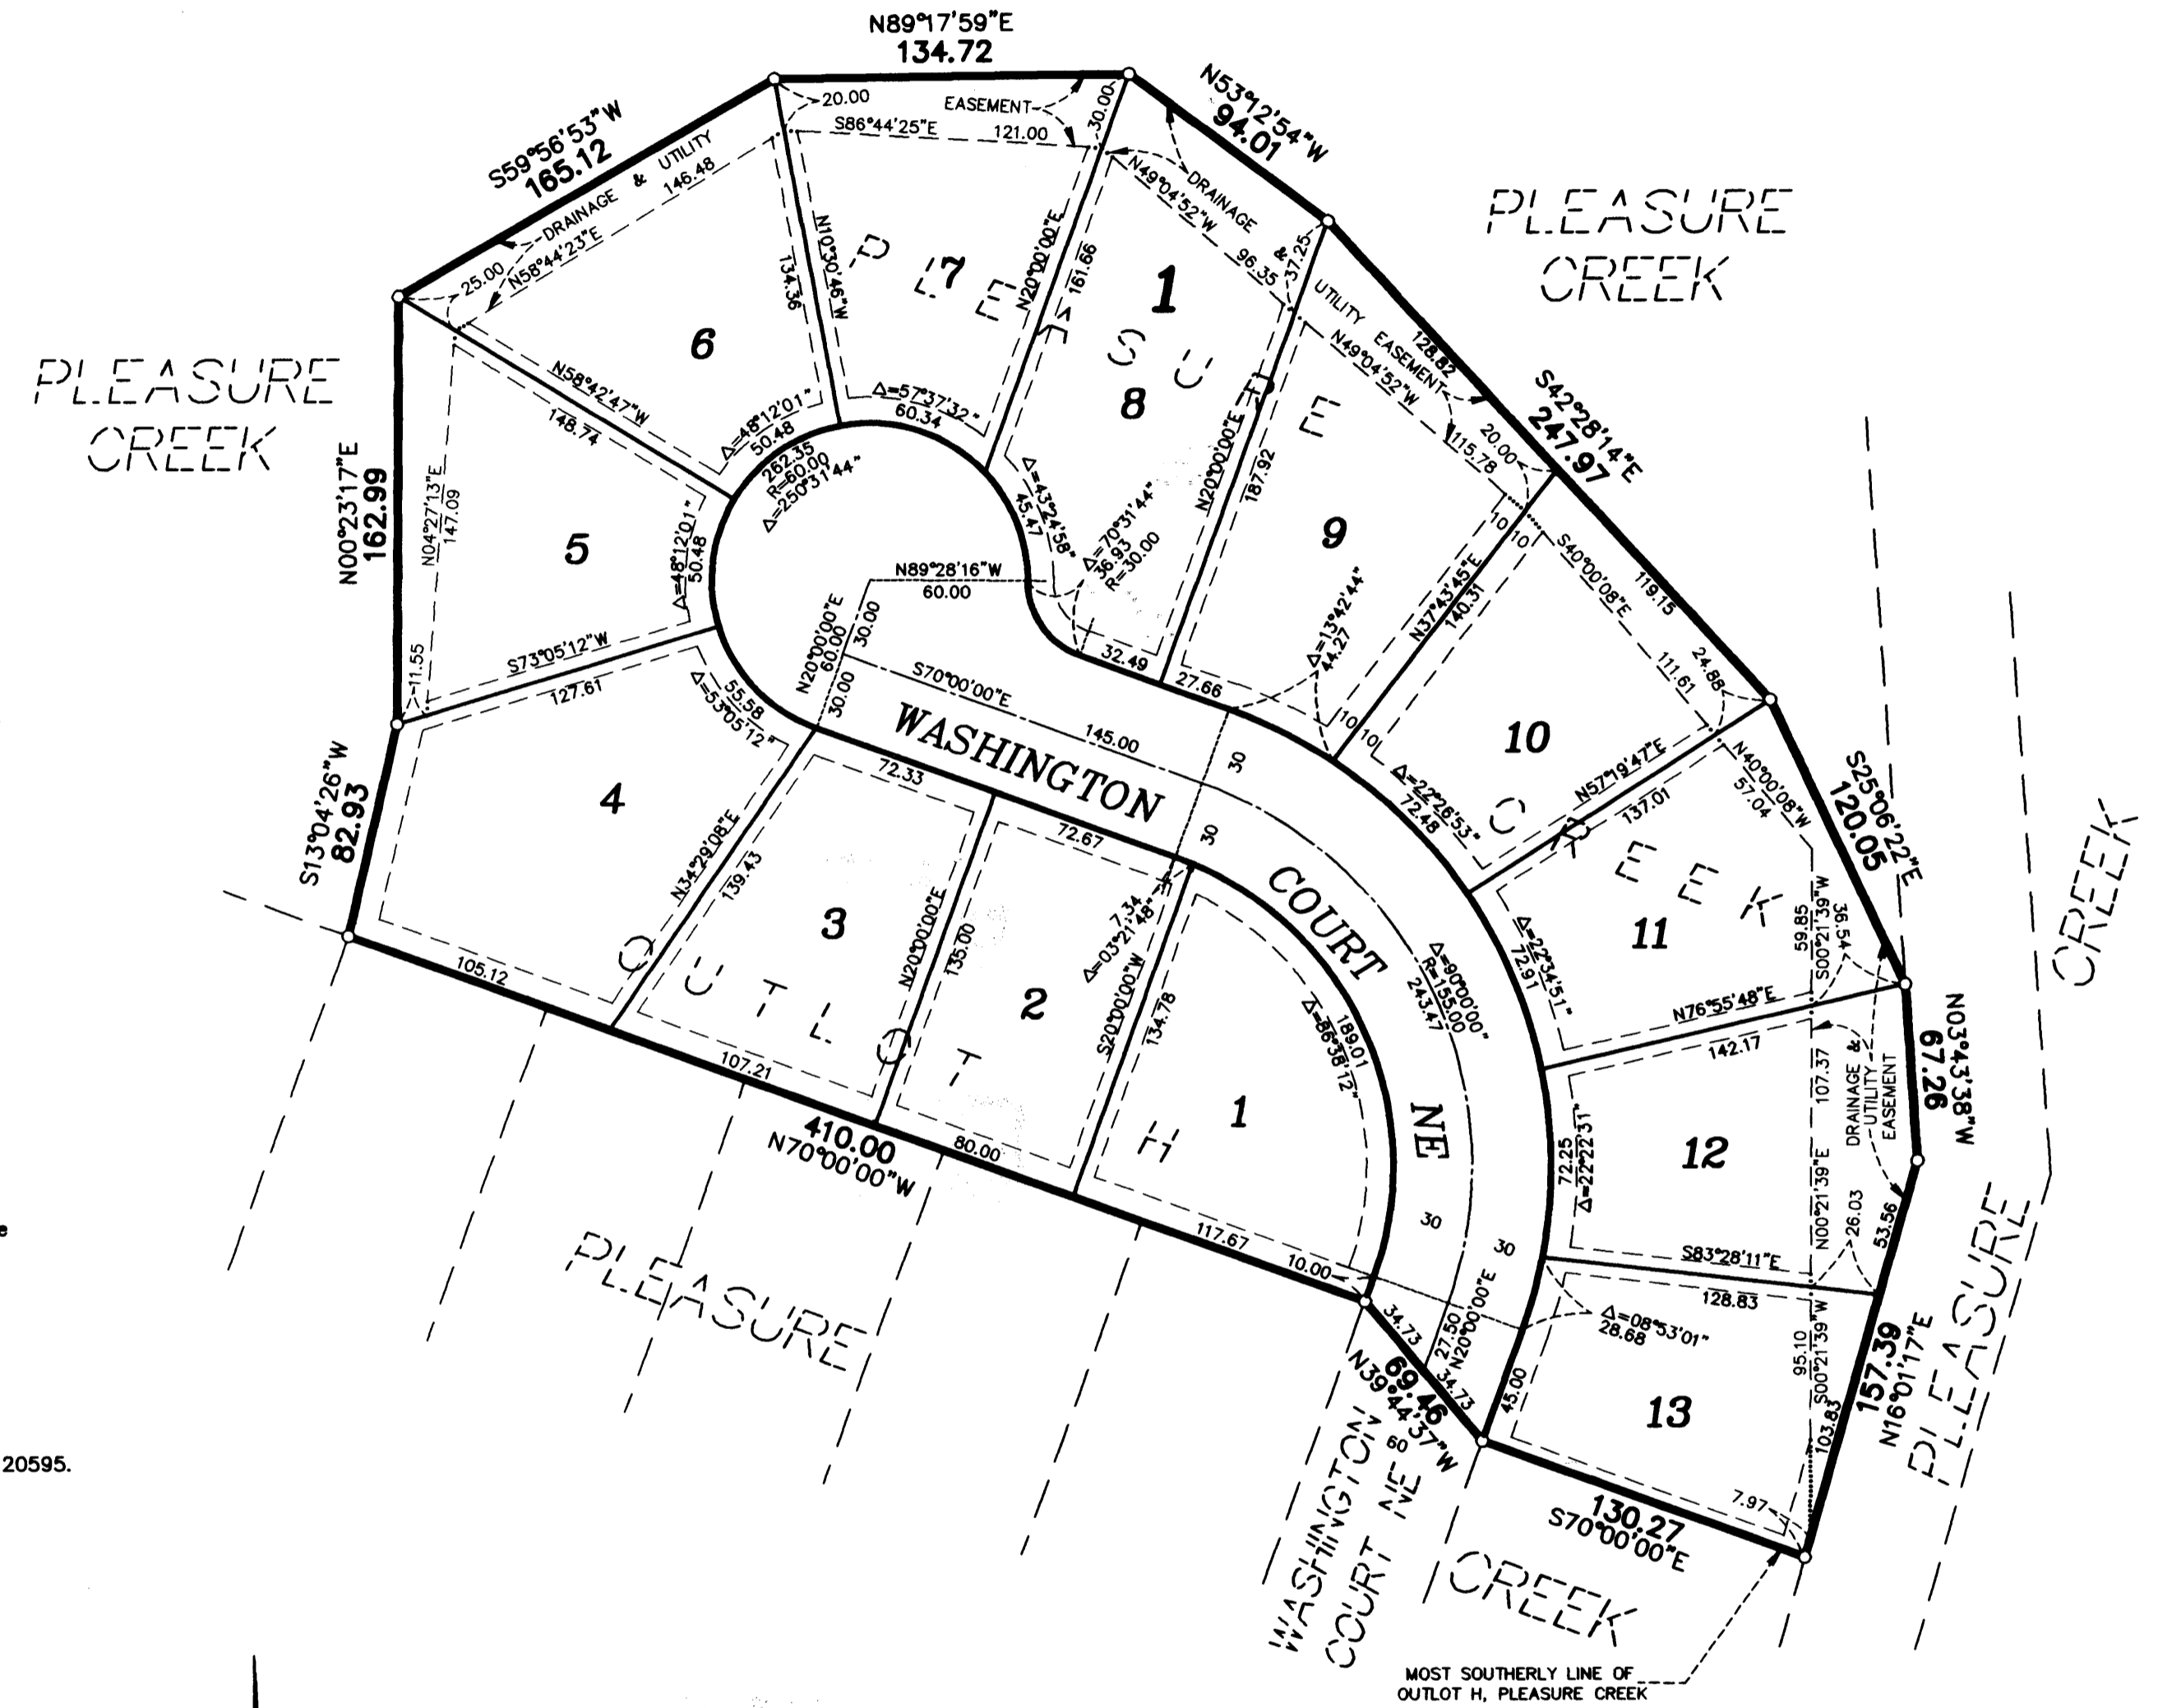 N89°17'59"E
134.72
N53°12'54"W
94.01
S59°56'53"W
165.12
20.00
EASEMENT
30.00
S86°44'25"E
121.00
DRAINAGE & UTILITY
146.48
N58°44'23"E
25.00
N49°04'52"W
96.35
DRAINAGE &
UTILITY EASEMENT
37.25
PLEASURE
CREEK
PLEASURE
CREEK
N10°30'46"W
134.36
N20°00'00"E
161.66
PLEASURE
CREEK
OUTLOT
H
1
7
6
8
N58°42'47"W
148.74
Δ=48°12'01"
50.48
Δ=57°37'32"
60.34
262.35
R=60.00
Δ=250°31'44"
N49°04'52"W
115.78
128.82
S42°28'14"E
247.97
20.00
N20°00'00"E
187.92
9
N00°23'17"E
162.99
N04°27'13"E
147.09
5
Δ=48°12'01"
50.48
Δ=43°24'58"
45.47
Δ=70°31'44"
36.93
R=30.00
N89°28'16"W
60.00
N20°00'00"E
60.00
30.00
30.00
S70°00'00"E
145.00
32.49
27.66
Δ=13°42'44"
44.27
N37°43'45"E
140.31
10
10
10
10
S40°00'08"E
111.61
119.15
24.88
11.55
S73°05'12"W
127.61
55.58
Δ=53°05'12"
WASHINGTON
COURT
NE
30
30
10
Δ=22°26'53"
72.48
N57°19'47"E
137.01
N40°00'08"W
57.04
S25°06'22"E
120.05
S13°04'26"W
82.93
4
N34°29'08"E
139.43
72.33
72.67
3
N20°00'00"E
135.00
2
7.34
Δ=03°21'48"
S20°00'00"W
134.78
Δ=90°00'00"
R=155.00
243.47
189.01
Δ=86°38'12"
1
11
Δ=22°34'51"
72.91
59.85
S00°21'39"W
36.54
N76°55'48"E
142.17
N03°43'38"W
67.26
107.37
N00°21'39"E
DRAINAGE &
UTILITY
EASEMENT
12
72.25
Δ=22°22'31"
26.03
53.56
S83°28'11"E
128.83
105.12
107.21
410.00
N70°00'00"W
80.00
117.67
10.00
30
30
34.73
27.50
N20°00'00"E
34.73
69.46
N39°44'37"W
Δ=08°53'01"
28.68
45.00
13
95.10
S00°21'39"W
103.83
157.39
N16°01'17"E
7.97
130.27
S70°00'00"E
PLEASURE
CREEK
PLEASURE
CREEK
WASHINGTON
COURT NE
60
e
20595.
MOST SOUTHERLY LINE OF
OUTLOT H, PLEASURE CREEK